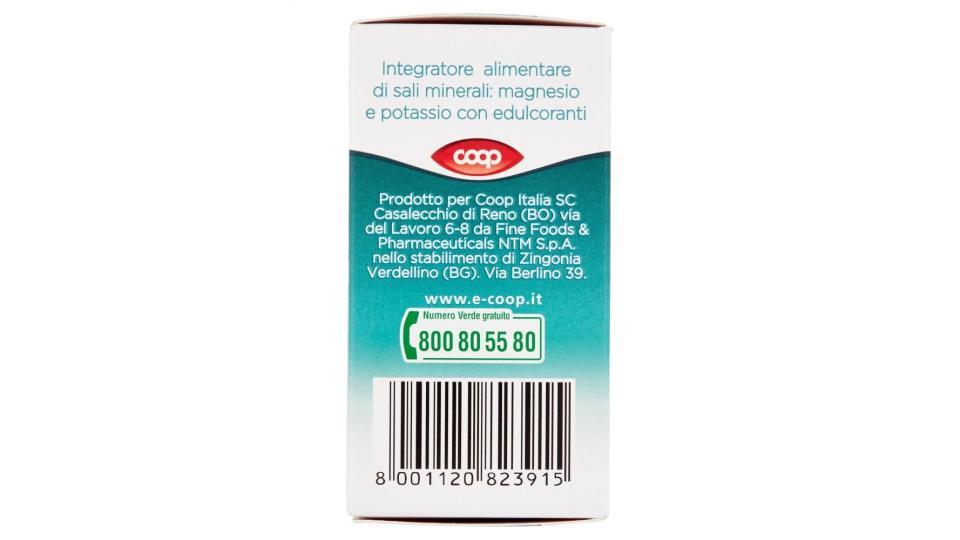 Integratore alimentare
di sali minerali: magnesio
e potassio con edulcoranti
coop
Prodotto per Coop Italia SC
Casalecchio di Reno (BO) via
del Lavoro 6-8 da Fine Foods &
Pharmaceuticals NTM S.p.A.
nello stabilimento di Zingonia
Verdellino (BG). Via Berlino 39.
www.e-coop.it
Numero Verde gratuito
800 80 55 80
8 001120 823915